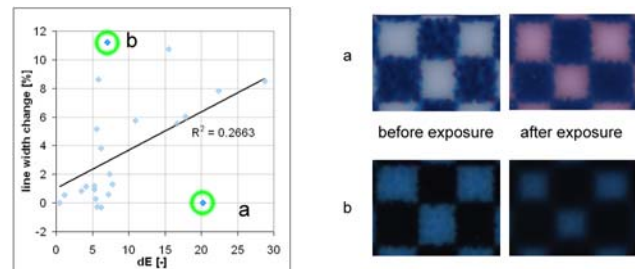 line width change [%]
12
10
8
6
4
2
0
-2
b
a
R² = 0.2663
0 5 10 15 20 25 30
dE [-]
a
before exposure after exposure
b